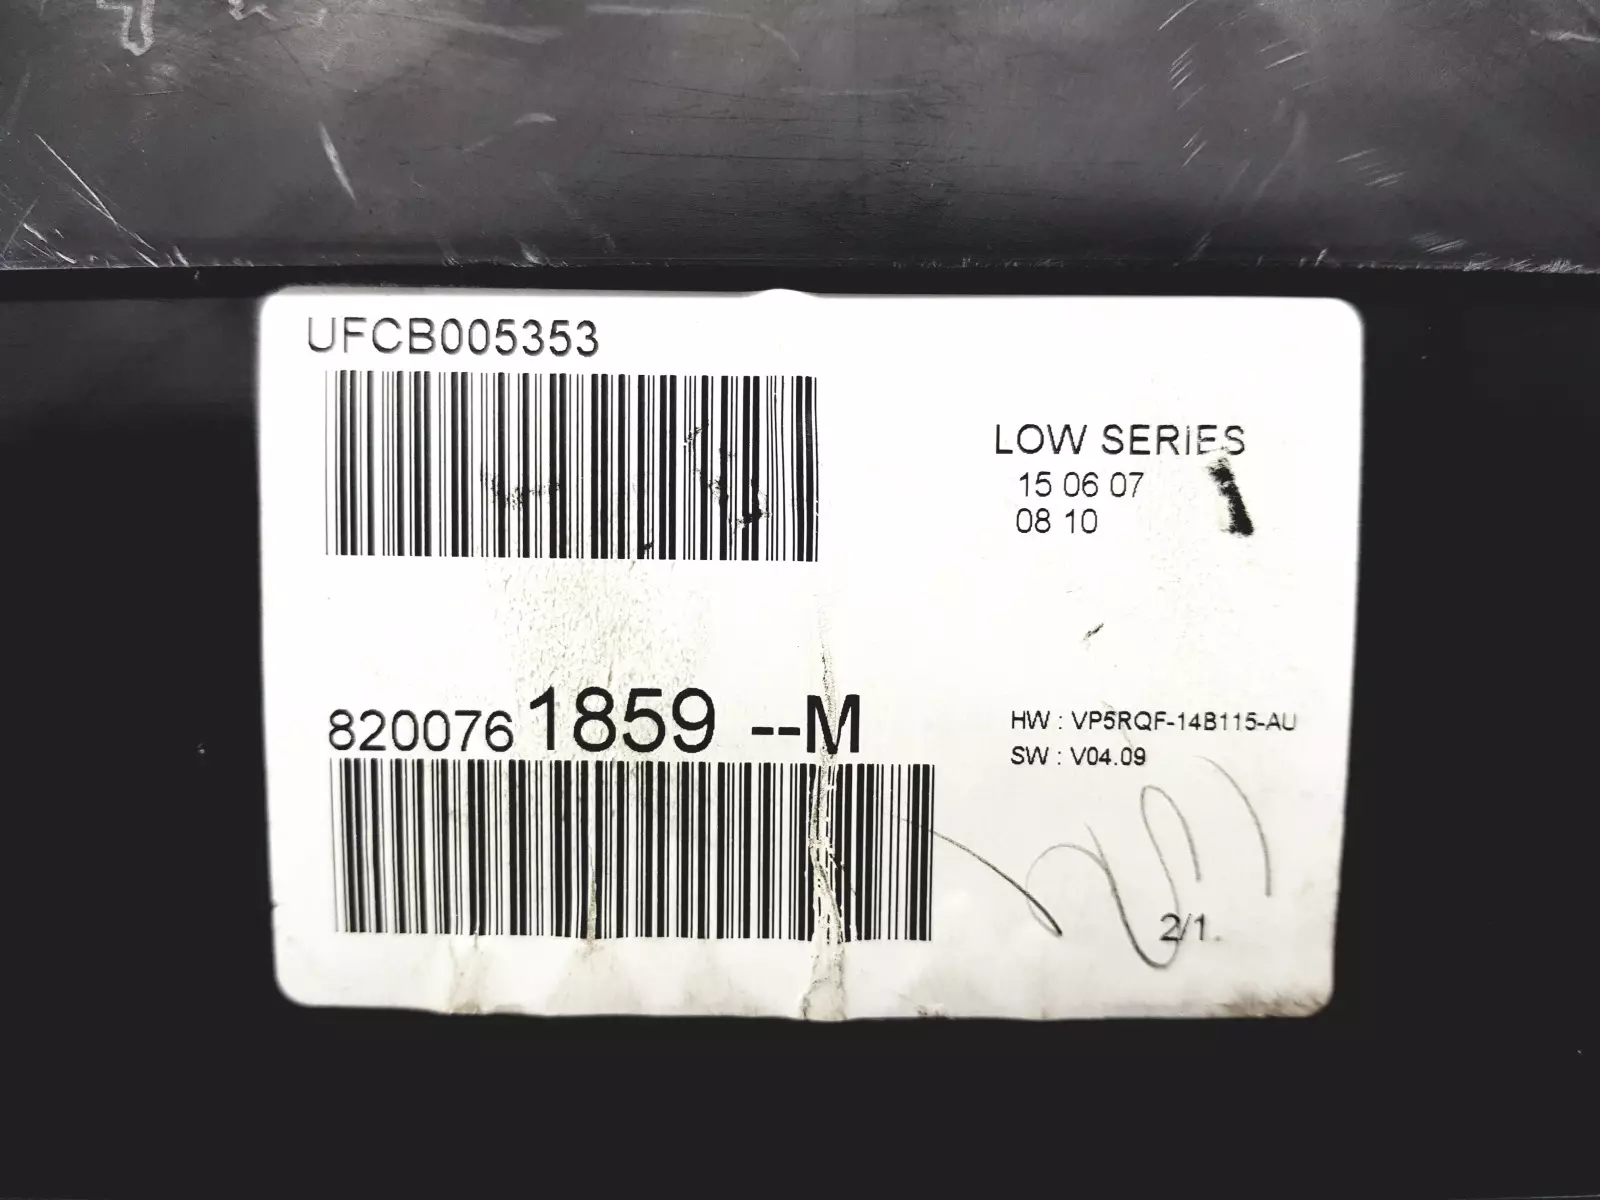 UFCB005353
LOW SERIES
15 06 07
08 10
8200761859 --M
HW : VP5RQF-14B115-AU
SW : V04.09
2/1.